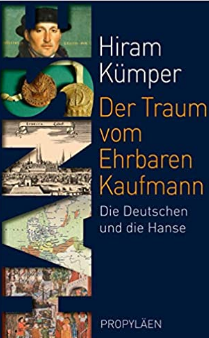 HANSE
Hiram
Kümper
Der Traum
vom
Ehrbaren
Kaufmann
Die Deutschen
und die Hanse
PROPYLÄEN